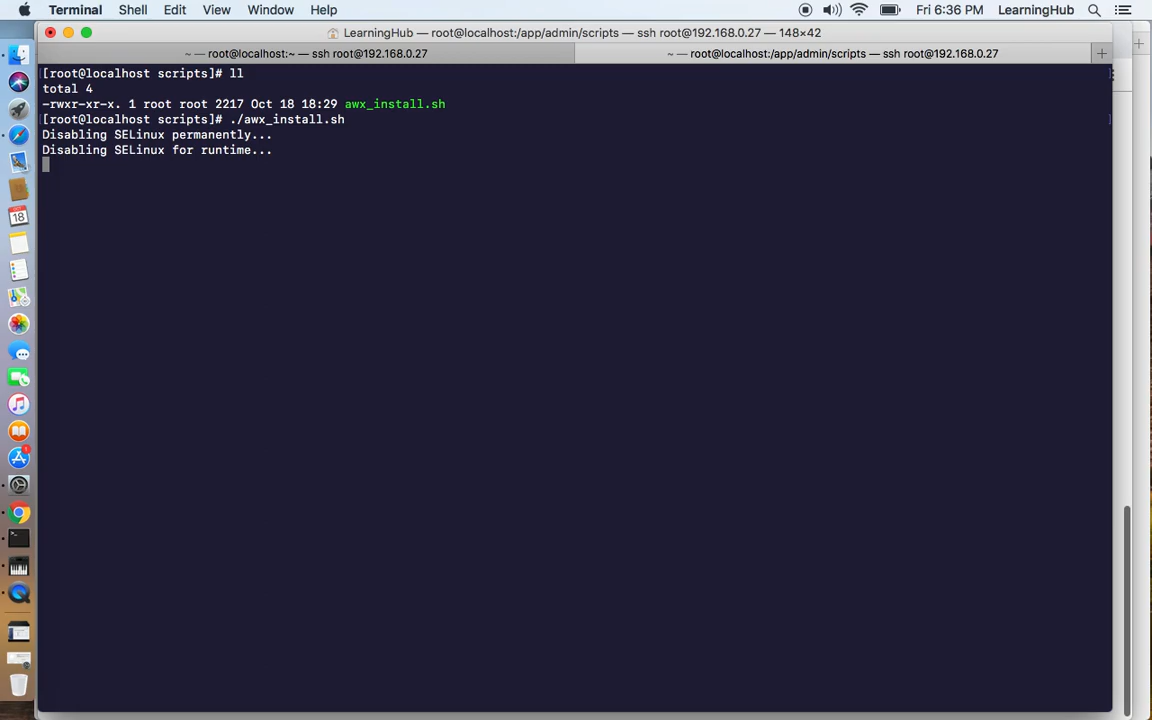 Terminal Shell Edit View Window Help Fri 6:36 PM LearningHub
LearningHub — root@localhost:/app/admin/scripts — ssh root@192.168.0.27 — 148×42
~ — root@localhost:~ — ssh root@192.168.0.27
~ — root@localhost:/app/admin/scripts — ssh root@192.168.0.27
[root@localhost scripts]# ll
total 4
-rwxr-xr-x. 1 root root 2217 Oct 18 18:29 awx_install.sh
[root@localhost scripts]# ./awx_install.sh
Disabling SELinux permanently...
Disabling SELinux for runtime...
18